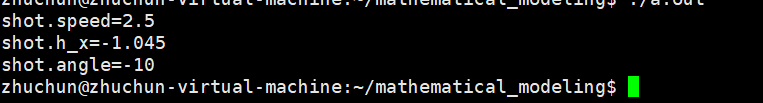 zhuchun@zhuchun-virtual-machine:~/mathematical_modeling$ ./a.out
shot.speed=2.5
shot.h_x=-1.045
shot.angle=-10
zhuchun@zhuchun-virtual-machine:~/mathematical_modeling$